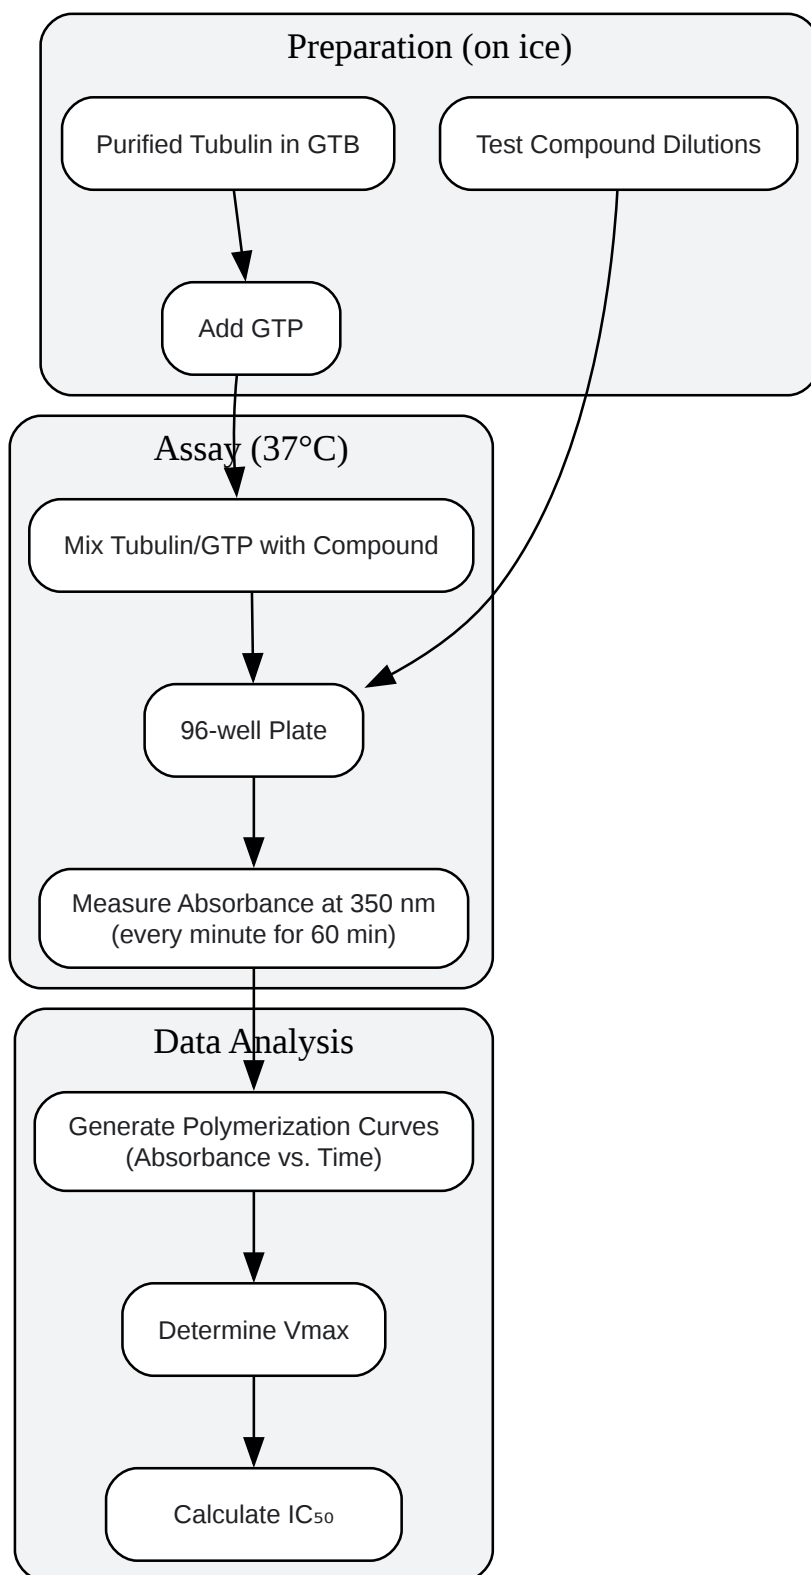 Preparation (on ice)
Purified Tubulin in GTB
Test Compound Dilutions
Add GTP
Assay (37°C)
Mix Tubulin/GTP with Compound
96-well Plate
Measure Absorbance at 350 nm
(every minute for 60 min)
Data Analysis
Generate Polymerization Curves
(Absorbance vs. Time)
Determine Vmax
Calculate IC₅₀